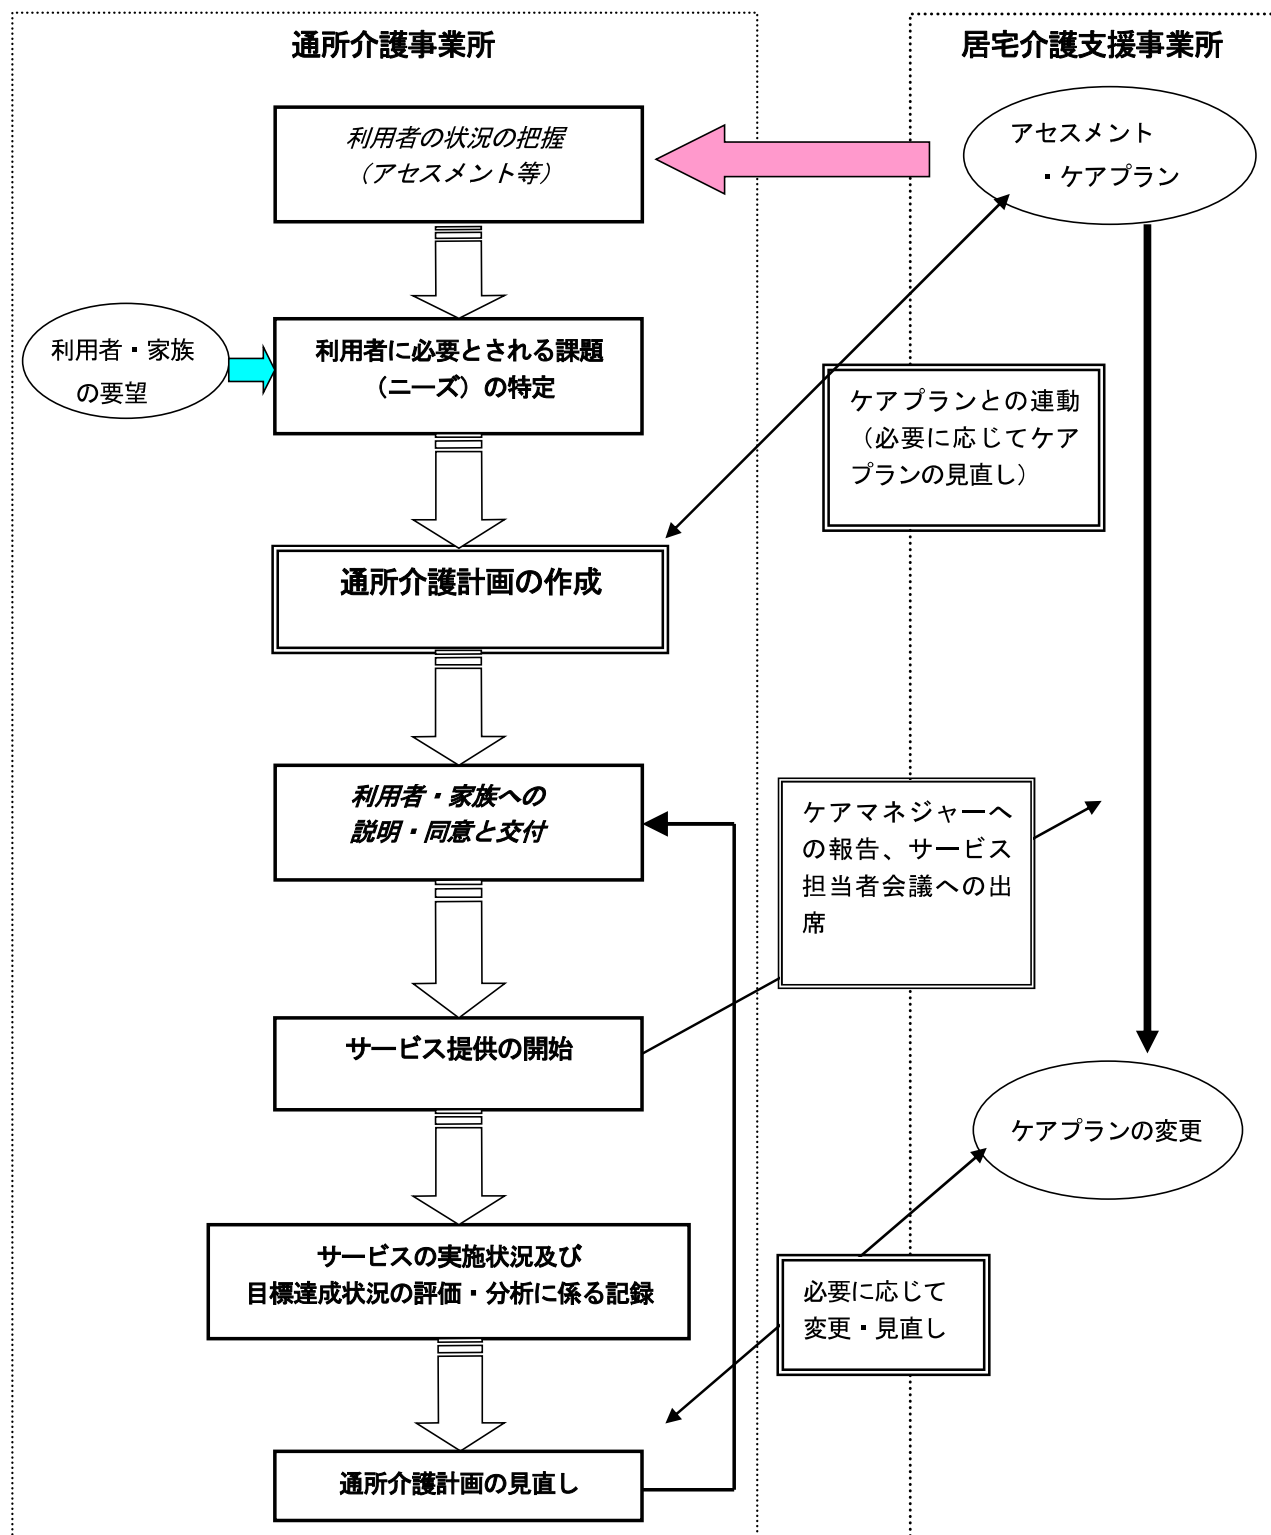 通所介護事業所
居宅介護支援事業所
利用者の状況の把握
（アセスメント等）
アセスメント
・ケアプラン
利用者・家族
の要望
利用者に必要とされる課題
（ニーズ）の特定
ケアプランとの連動
（必要に応じてケア
プランの見直し）
通所介護計画の作成
利用者・家族への
説明・同意と交付
ケアマネジャーへ
の報告、サービス
担当者会議への出
席
サービス提供の開始
ケアプランの変更
サービスの実施状況及び
目標達成状況の評価・分析に係る記録
必要に応じて
変更・見直し
通所介護計画の見直し